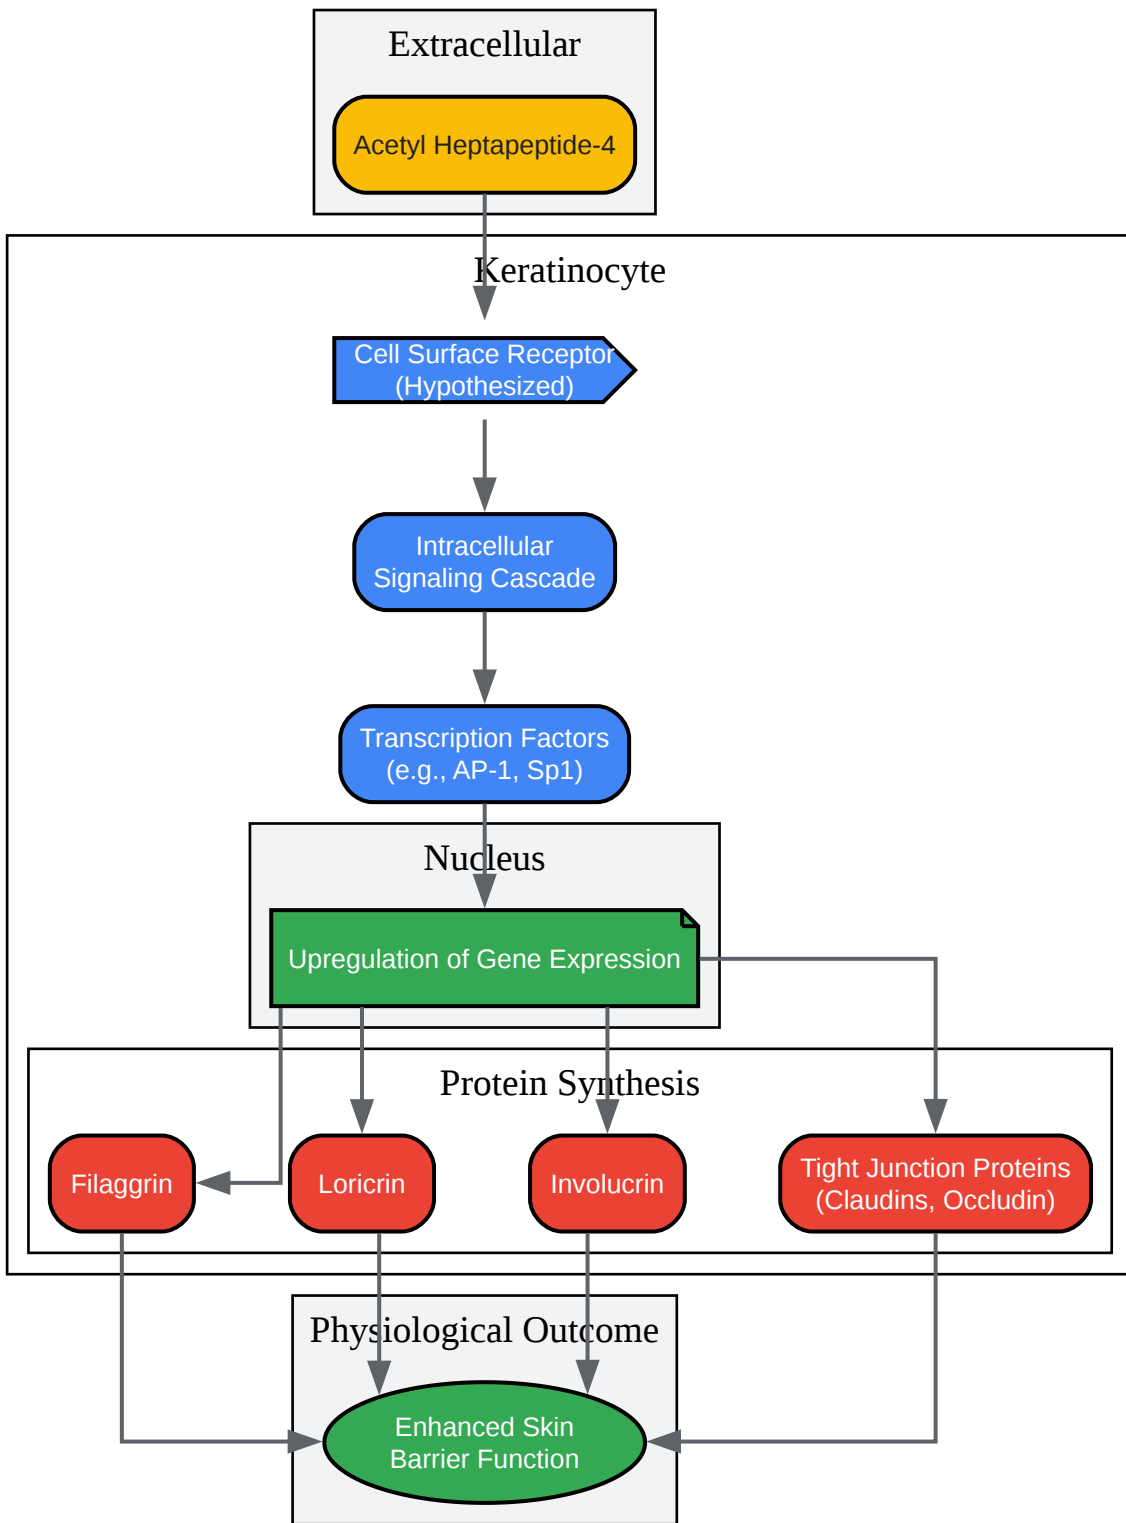 Extracellular
Acetyl Heptapeptide-4
Keratinocyte
Cell Surface Receptor
(Hypothesized)
Intracellular
Signaling Cascade
Transcription Factors
(e.g., AP-1, Sp1)
Nucleus
Upregulation of Gene Expression
Protein Synthesis
Filaggrin
Loricrin
Involucrin
Tight Junction Proteins
(Claudins, Occludin)
Physiological Outcome
Enhanced Skin
Barrier Function